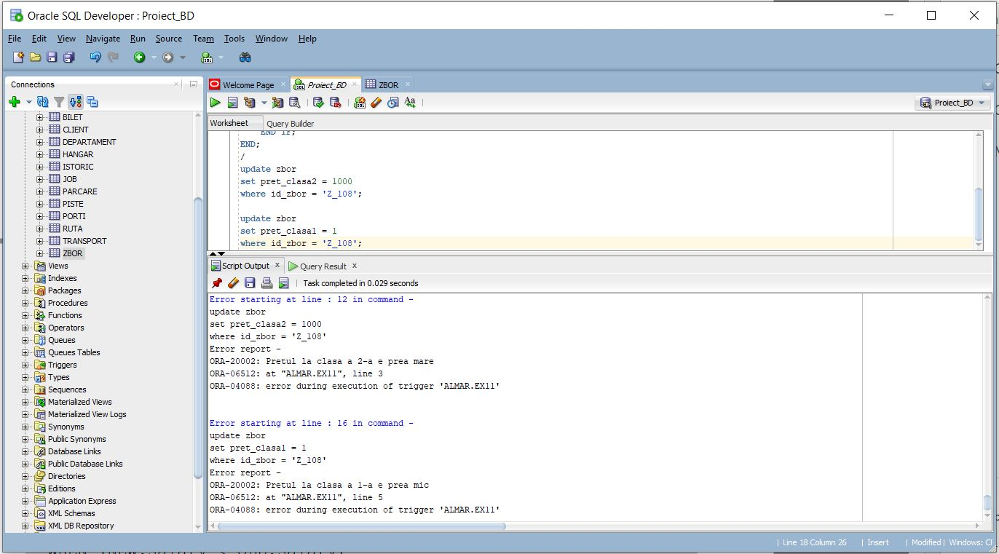 Oracle SQL Developer : Proiect_BD
File Edit View Navigate Run Source Team Tools Window Help
Connections
BILET
CLIENT
DEPARTAMENT
HANGAR
ISTORIC
JOB
PARCARE
PISTE
PORTI
RUTA
TRANSPORT
ZBOR
Views
Indexes
Packages
Procedures
Functions
Operators
Queues
Queues Tables
Triggers
Types
Sequences
Materialized Views
Materialized View Logs
Synonyms
Public Synonyms
Database Links
Public Database Links
Directories
Editions
Application Express
XML Schemas
XML DB Repository
Welcome Page Proiect_BD ZBOR
Proiect_BD
Worksheet Query Builder
END IF;
END;
/
update zbor
set pret_clasa2 = 1000
where id_zbor = 'Z_108';
update zbor
set pret_clasa1 = 1
where id_zbor = 'Z_108';
Script Output Query Result
Task completed in 0.029 seconds
Error starting at line : 12 in command -
update zbor
set pret_clasa2 = 1000
where id_zbor = 'Z_108'
Error report -
ORA-20002: Pretul la clasa a 2-a e prea mare
ORA-06512: at "ALMAR.EX11", line 3
ORA-04088: error during execution of trigger 'ALMAR.EX11'
Error starting at line : 16 in command -
update zbor
set pret_clasa1 = 1
where id_zbor = 'Z_108'
Error report -
ORA-20002: Pretul la clasa a 1-a e prea mic
ORA-06512: at "ALMAR.EX11", line 5
ORA-04088: error during execution of trigger 'ALMAR.EX11'
Line 18 Column 26 Insert Modified Windows: